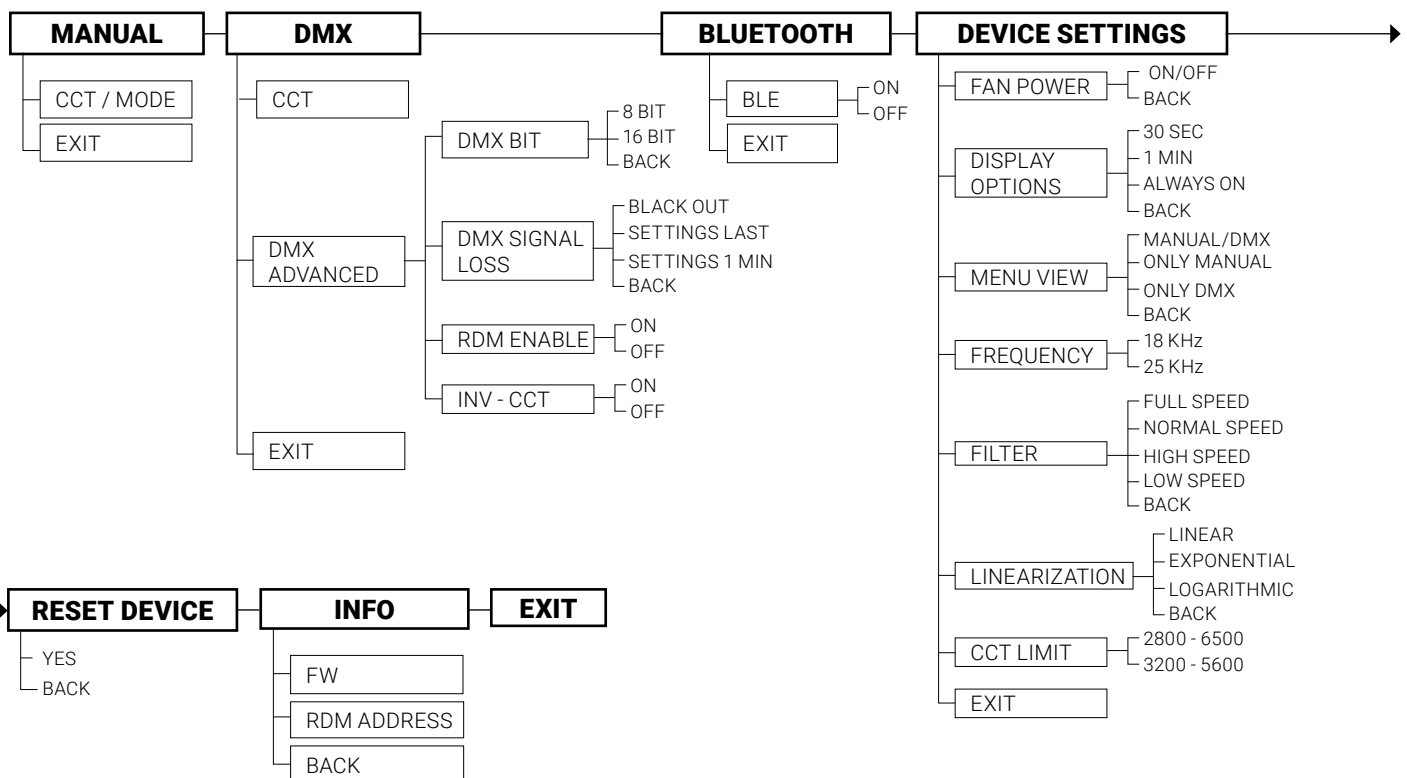 MANUAL
CCT / MODE
EXIT
DMX
CCT
DMX
ADVANCED
DMX BIT
8 BIT
16 BIT
BACK
DMX SIGNAL
LOSS
BLACK OUT
SETTINGS LAST
SETTINGS 1 MIN
BACK
RDM ENABLE
ON
OFF
INV - CCT
ON
OFF
EXIT
BLUETOOTH
BLE
ON
OFF
EXIT
DEVICE SETTINGS
FAN POWER
ON/OFF
BACK
DISPLAY
OPTIONS
30 SEC
1 MIN
ALWAYS ON
BACK
MENU VIEW
MANUAL/DMX
ONLY MANUAL
ONLY DMX
BACK
FREQUENCY
18 KHz
25 KHz
FILTER
FULL SPEED
NORMAL SPEED
HIGH SPEED
LOW SPEED
BACK
LINEARIZATION
LINEAR
EXPONENTIAL
LOGARITHMIC
BACK
CCT LIMIT
2800 - 6500
3200 - 5600
EXIT
RESET DEVICE
YES
BACK
INFO
FW
RDM ADDRESS
BACK
EXIT